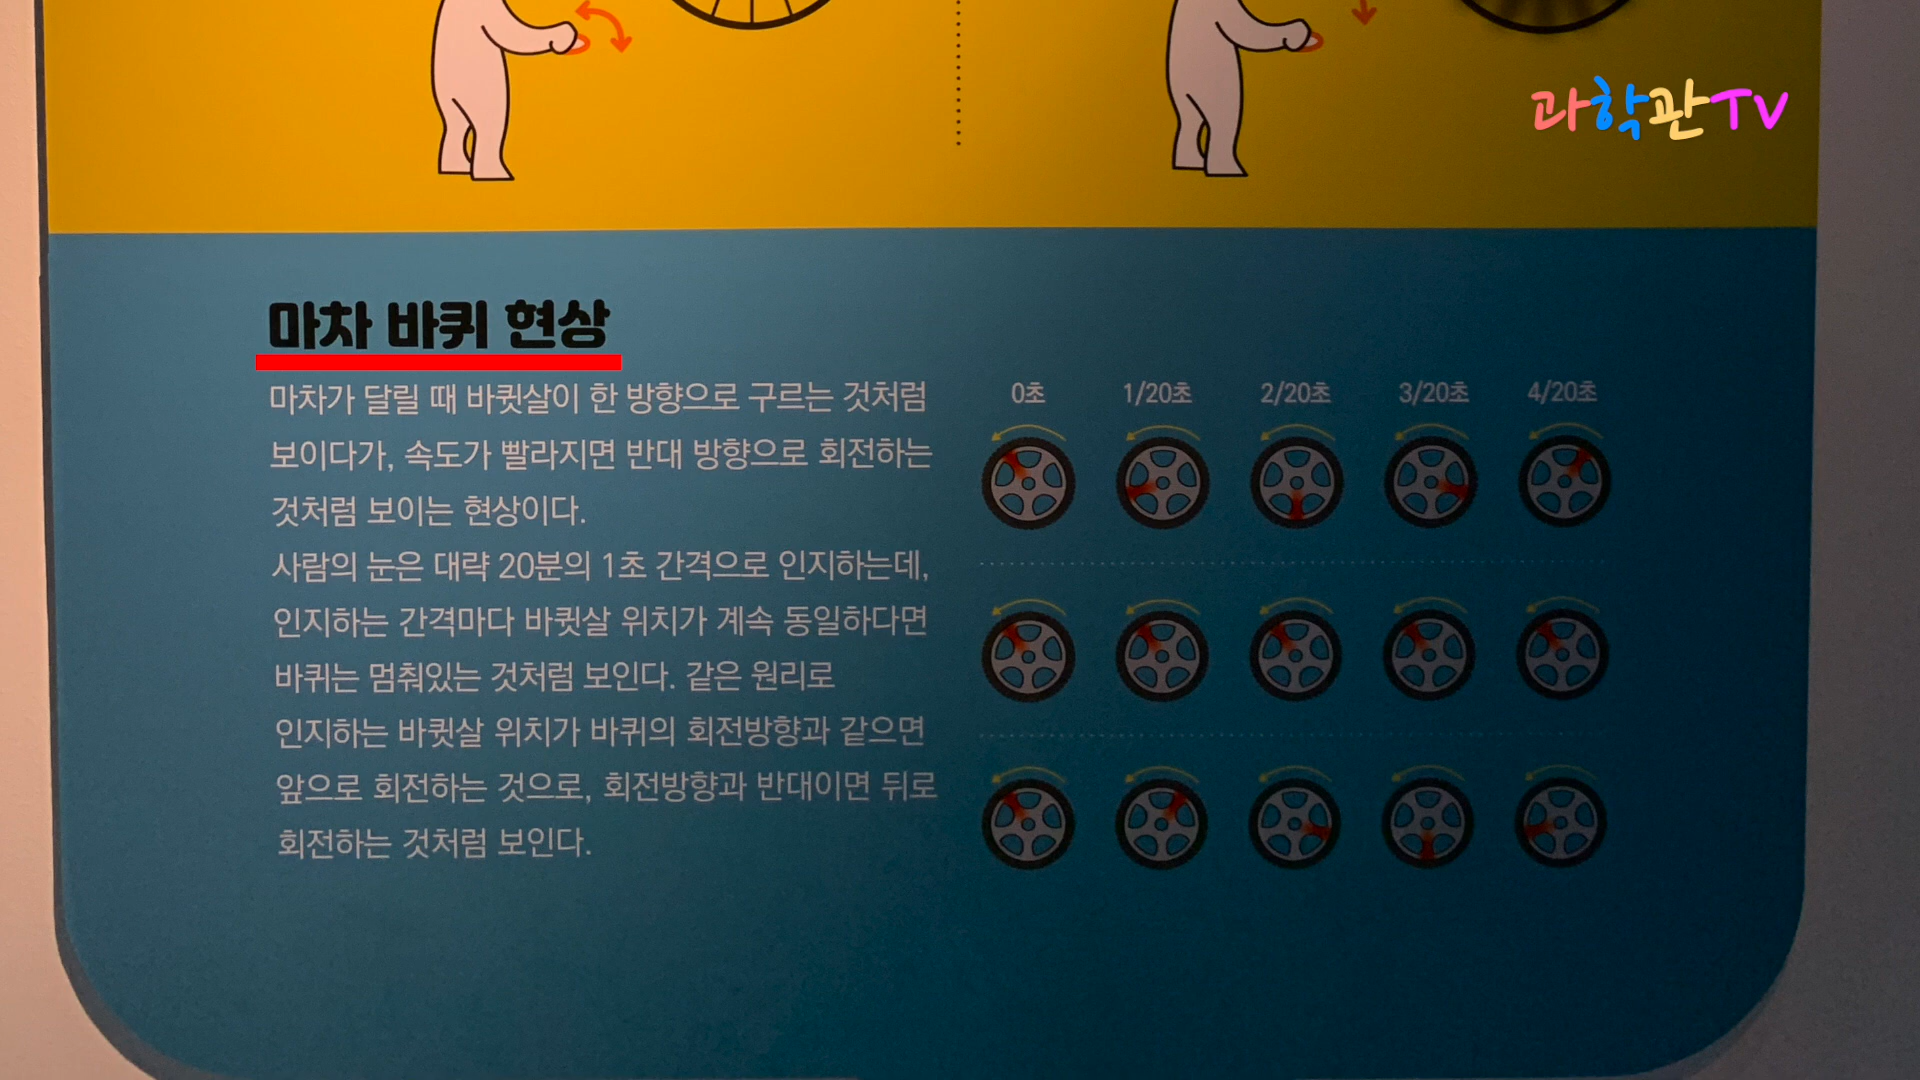 과학관TV
마차 바퀴 현상
마차가 달릴 때 바큇살이 한 방향으로 구르는 것처럼
보이다가, 속도가 빨라지면 반대 방향으로 회전하는
것처럼 보이는 현상이다.
사람의 눈은 대략 20분의 1초 간격으로 인지하는데,
인지하는 간격마다 바큇살 위치가 계속 동일하다면
바퀴는 멈춰있는 것처럼 보인다. 같은 원리로
인지하는 바큇살 위치가 바퀴의 회전방향과 같으면
앞으로 회전하는 것으로, 회전방향과 반대이면 뒤로
회전하는 것처럼 보인다.
0초 1/20초 2/20초 3/20초 4/20초